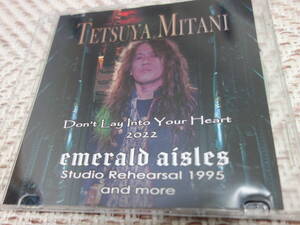 TETSUYA MITANI
Don't Lay Into Your Heart
2022
emerald aisles
Studio Rehearsal 1995
and more